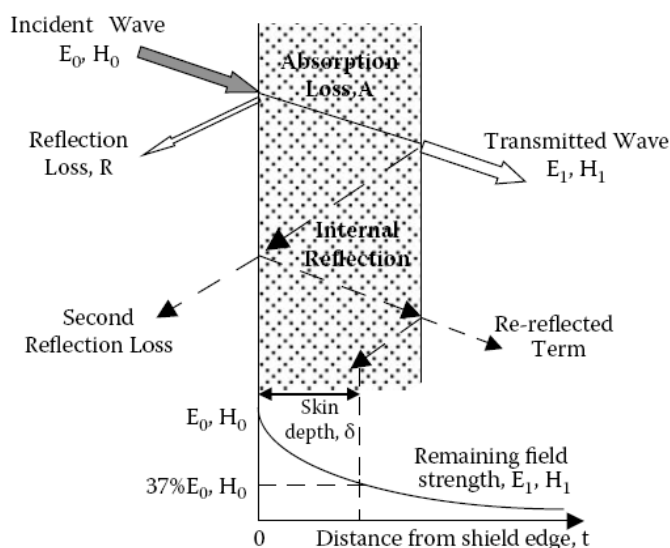 Incident Wave
E₀, H₀
Absorption
Loss,A
Reflection
Loss, R
Transmitted Wave
E₁, H₁
Internal
Reflection
Second
Reflection Loss
Re-reflected
Term
E₀, H₀
Skin
depth, δ
Remaining field
strength, E₁, H₁
37%E₀, H₀
0
Distance from shield edge, t